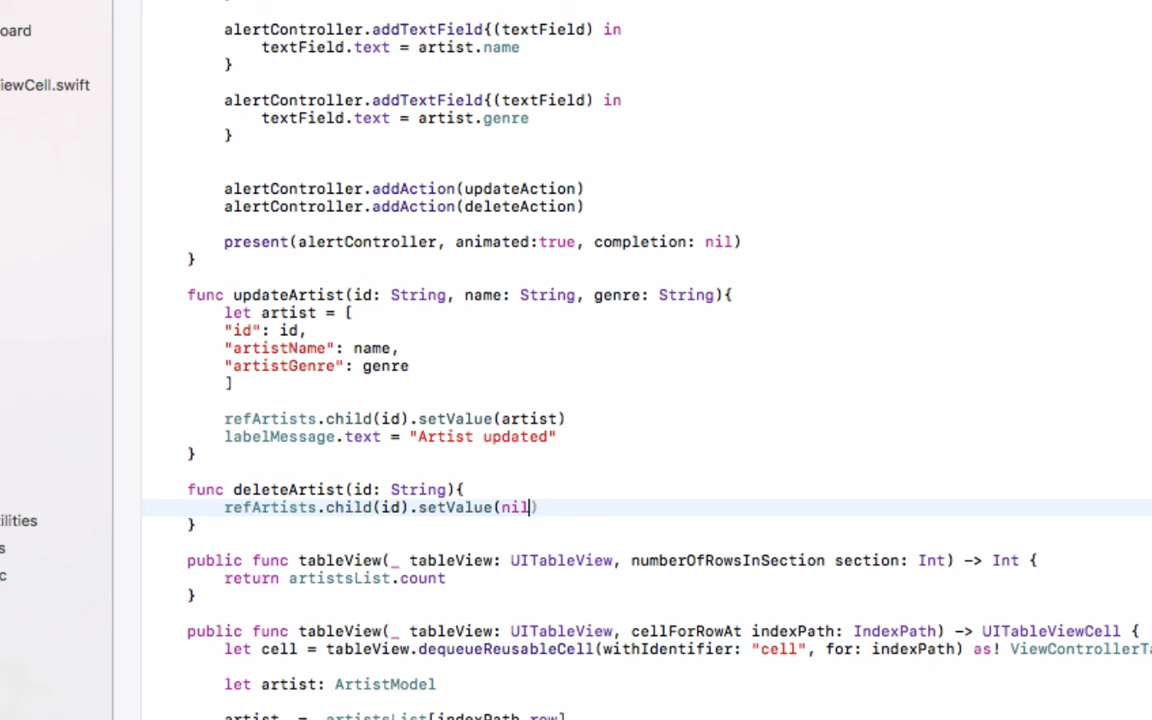 oard
iewCell.swift
ilities
s
c
alertController.addTextField{(textField) in
textField.text = artist.name
}
alertController.addTextField{(textField) in
textField.text = artist.genre
}
alertController.addAction(updateAction)
alertController.addAction(deleteAction)
present(alertController, animated:true, completion: nil)
}
func updateArtist(id: String, name: String, genre: String){
let artist = [
"id": id,
"artistName": name,
"artistGenre": genre
]
refArtists.child(id).setValue(artist)
labelMessage.text = "Artist updated"
}
func deleteArtist(id: String){
refArtists.child(id).setValue(nil)
}
public func tableView(_ tableView: UITableView, numberOfRowsInSection section: Int) -> Int {
return artistsList.count
}
public func tableView(_ tableView: UITableView, cellForRowAt indexPath: IndexPath) -> UITableViewCell {
let cell = tableView.dequeueReusableCell(withIdentifier: "cell", for: indexPath) as! ViewControllerTa
let artist: ArtistModel
artist = artistsList[indexPath.row]